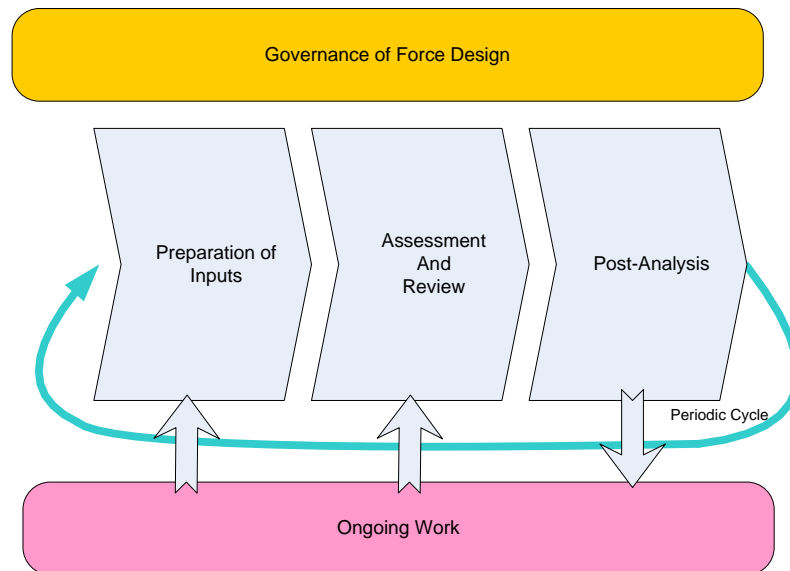 Governance of Force Design
Preparation of
Inputs
Assessment
And
Review
Post-Analysis
Periodic Cycle
Ongoing Work